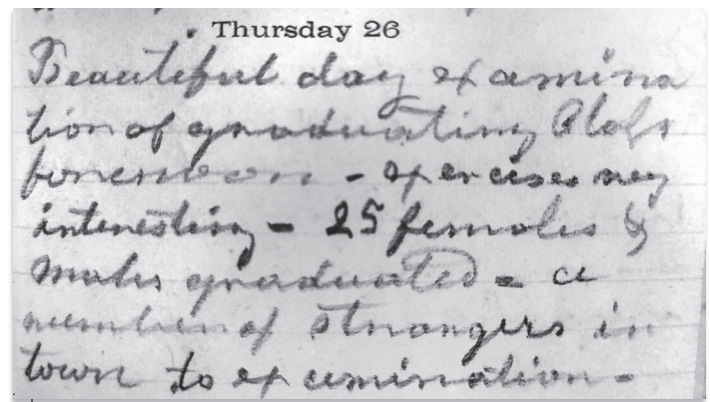 Thursday 26
Beautiful day examina
tion of graduating Class
forenoon - exercises very
interesting - 25 females &
males graduated - a
number of strangers in
town to examination -